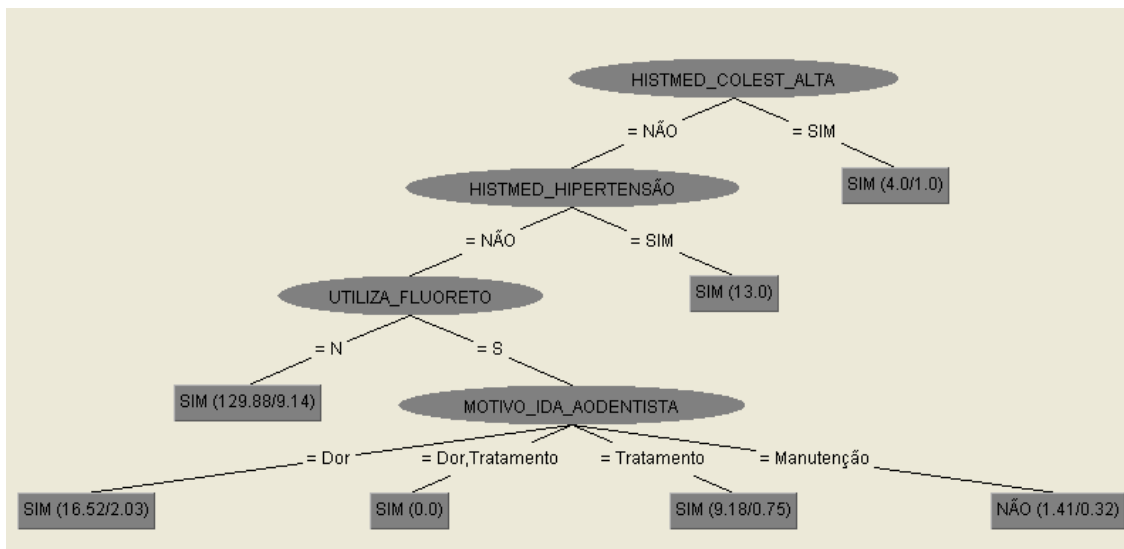 HISTMED_COLEST_ALTA
= NÃO
= SIM
HISTMED_HIPERTENSÃO
SIM (4.0/1.0)
= NÃO
= SIM
UTILIZA_FLUORETO
SIM (13.0)
= N
= S
SIM (129.88/9.14)
MOTIVO_IDA_AODENTISTA
= Dor
= Dor,Tratamento
= Tratamento
= Manutenção
SIM (16.52/2.03)
SIM (0.0)
SIM (9.18/0.75)
NÃO (1.41/0.32)